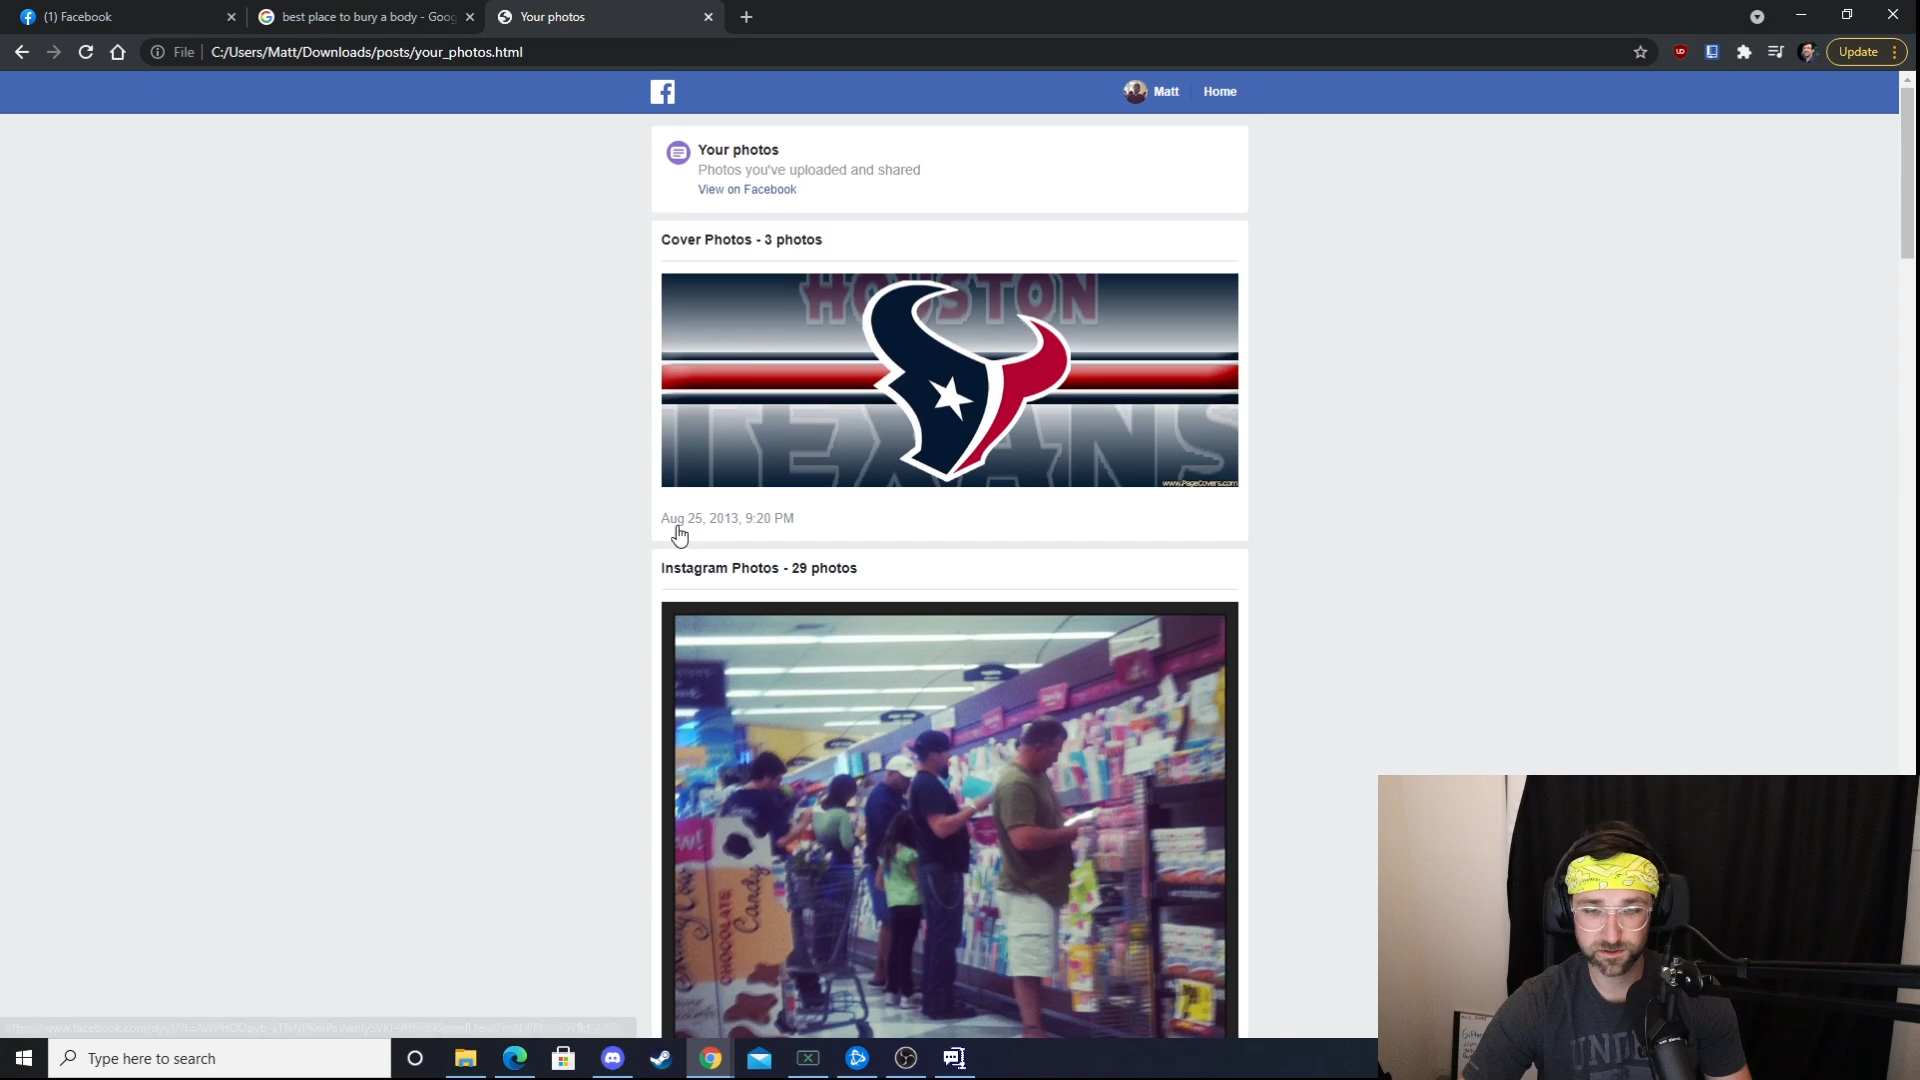 (1) Facebook
best place to bury a body - Goog
Your photos
File
C:/Users/Matt/Downloads/posts/your_photos.html
Update
Matt
Home
Your photos
Photos you've uploaded and shared
View on Facebook
Cover Photos - 3 photos
HOUSTON
TEXANS
www.PageCovers.com
Aug 25, 2013, 9:20 PM
Instagram Photos - 29 photos
CHOCOLATE
Candy
Type here to search